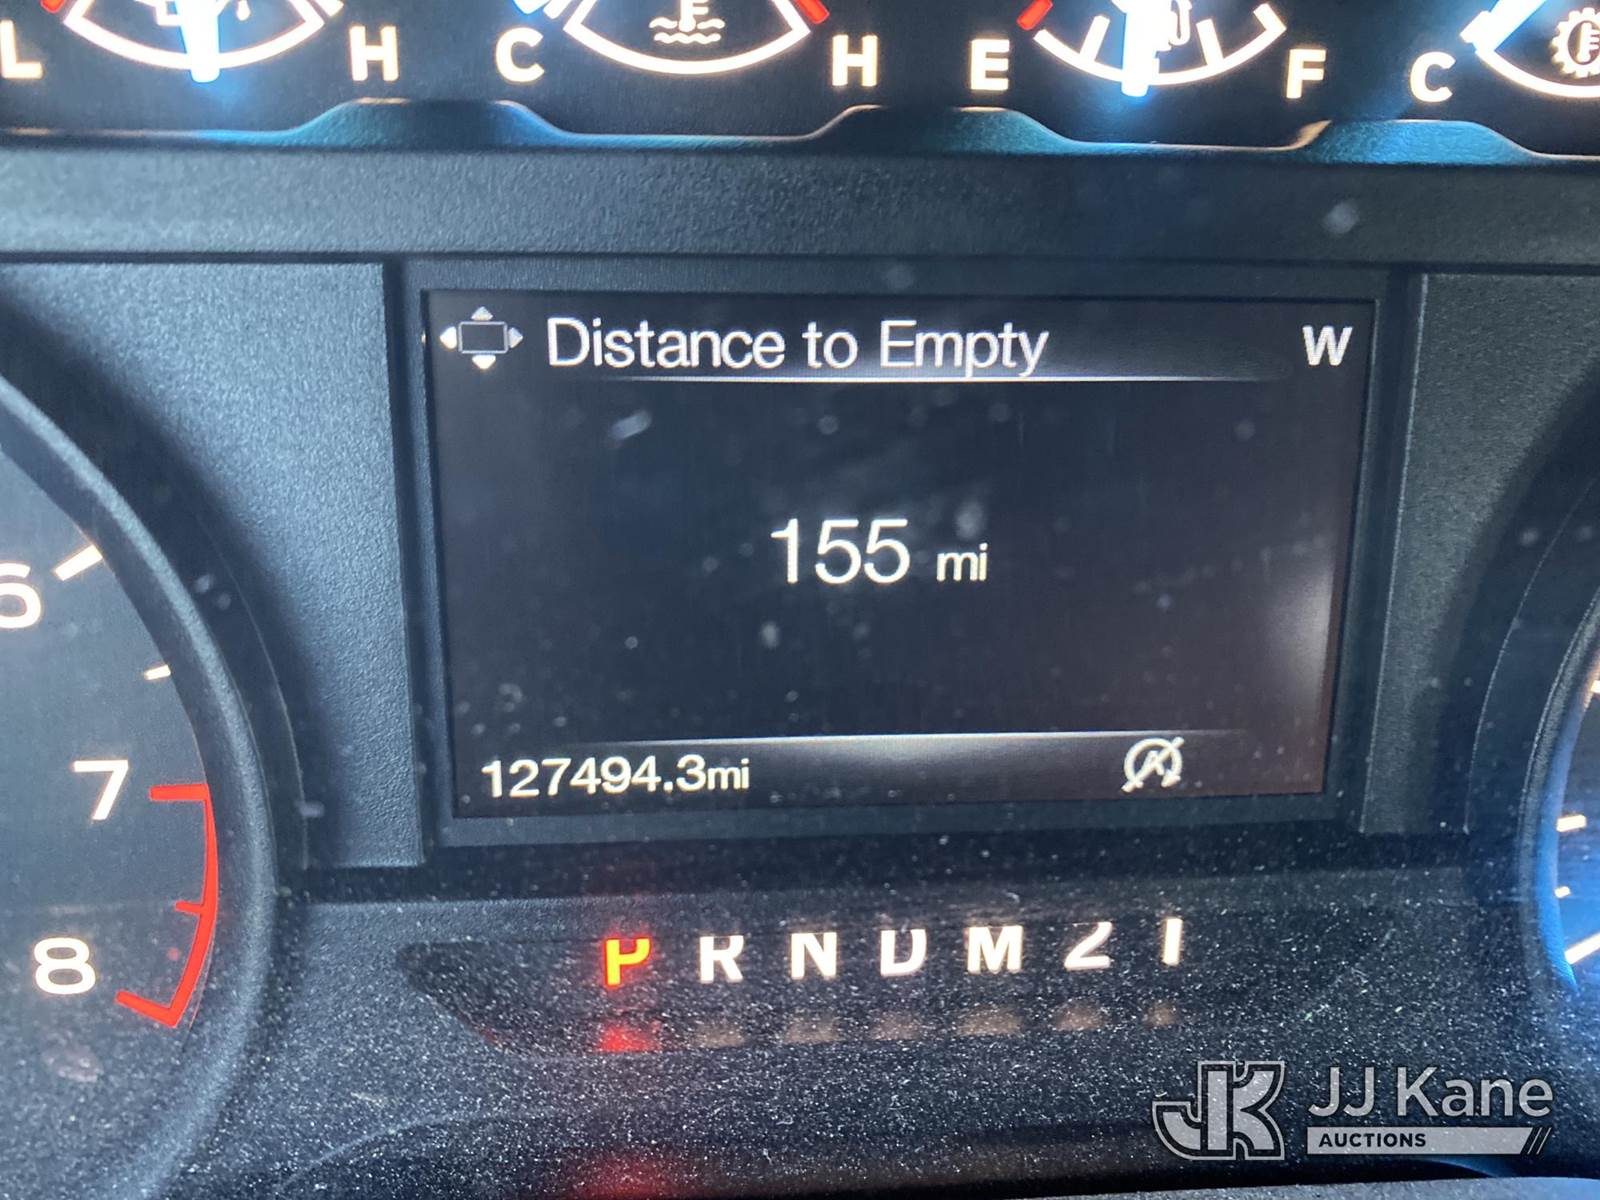 L H C H E F C
Distance to Empty W
155 mi
6
127494.3mi
7
P R N D M 2 1
8
JJ Kane
AUCTIONS